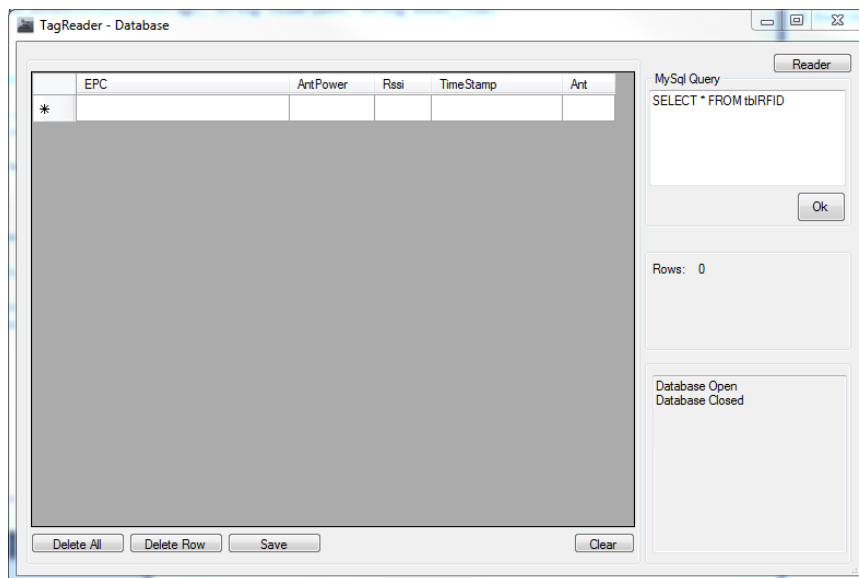 TagReader - Database
Reader
EPC AntPower Rssi TimeStamp Ant
*
MySql Query
SELECT * FROM tblRFID
Ok
Rows: 0
Database Open
Database Closed
Delete All Delete Row Save Clear